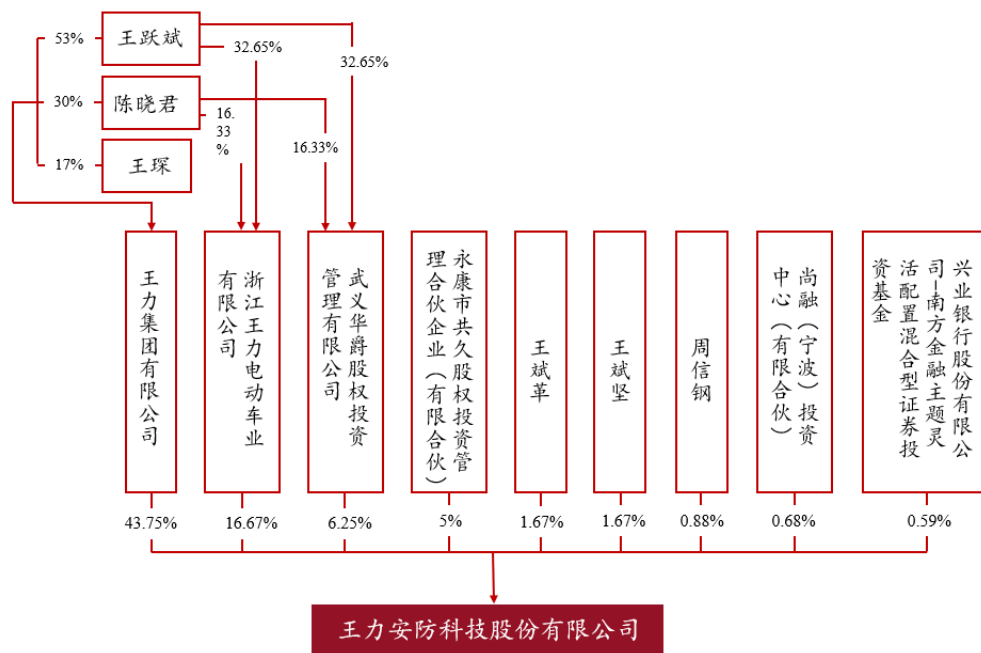 53%
王跃斌
32.65%
32.65%
30%
陈晓君
16.
33
%
16.33%
17%
王琛
王力集团有限公司
浙江王力电动车业
有限公司
武义华爵股权投资
管理有限公司
永康市共久股权投资管
理合伙企业（有限合伙）
王斌革
王斌坚
周信钢
尚融（宁波）投资
中心（有限合伙）
兴业银行股份有限公
司-南方金融主题灵
活配置混合型证券投
资基金
43.75%
16.67%
6.25%
5%
1.67%
1.67%
0.88%
0.68%
0.59%
王力安防科技股份有限公司